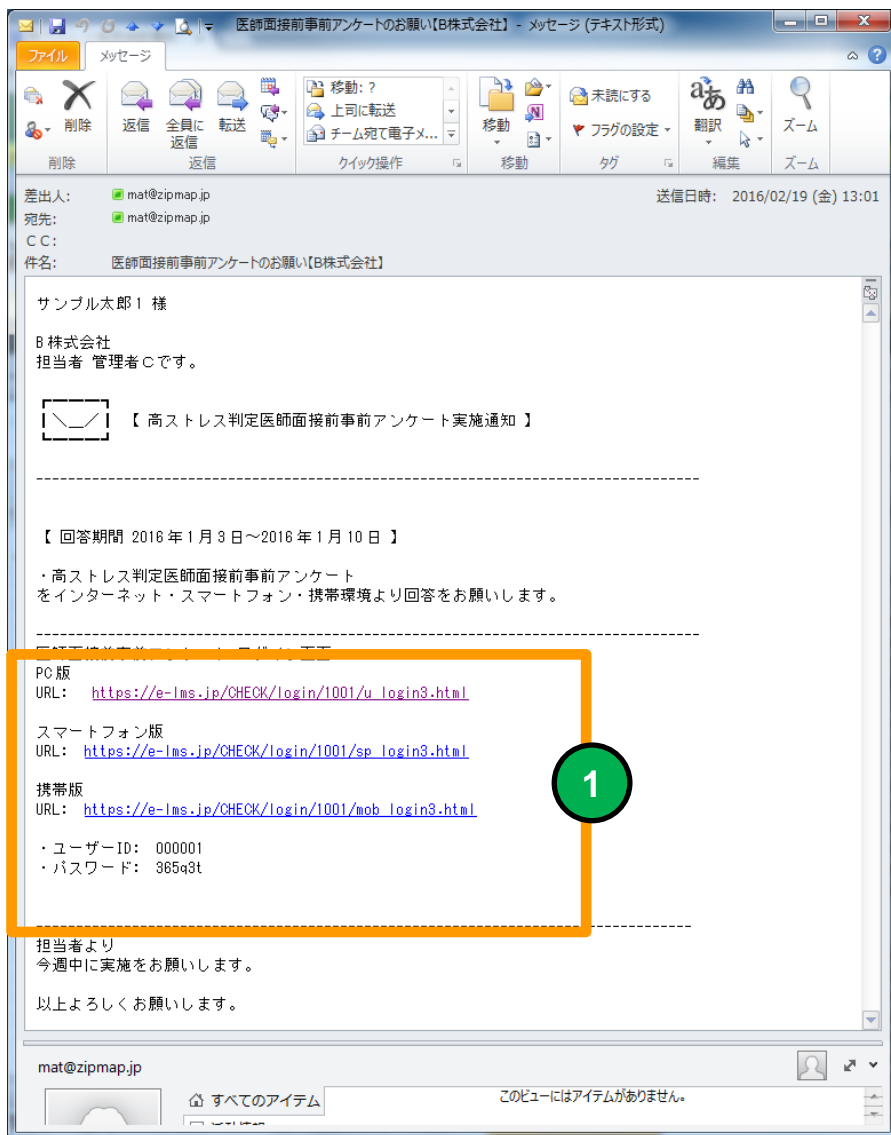 医師面接前事前アンケートのお願い【B株式会社】 - メッセージ (テキスト形式)
ファイル メッセージ
削除 返信 全員に返信 転送 移動: ? 上司に転送 チーム宛て電子メ... 移動 未読にする フラグの設定 翻訳 ズーム
削除 返信 クイック操作 移動 タグ 編集 ズーム
差出人: mat@zipmap.jp 送信日時: 2016/02/19 (金) 13:01
宛先: mat@zipmap.jp
CC:
件名: 医師面接前事前アンケートのお願い【B株式会社】
サンプル太郎1 様
B株式会社
担当者 管理者Cです。
【 高ストレス判定医師面接前事前アンケート実施通知 】
--------------------------------------------------------------------------------
【 回答期間 2016年1月3日~2016年1月10日 】
・高ストレス判定医師面接前事前アンケート
をインターネット・スマートフォン・携帯環境より回答をお願いします。
--------------------------------------------------------------------------------
PC版
URL: https://e-lms.jp/CHECK/login/1001/u_login3.html
スマートフォン版
URL: https://e-lms.jp/CHECK/login/1001/sp_login3.html
携帯版
URL: https://e-lms.jp/CHECK/login/1001/mob_login3.html
1
・ユーザーID: 000001
・パスワード: 365q3t
--------------------------------------------------------------------------------
担当者より
今週中に実施をお願いします。
以上よろしくお願いします。
mat@zipmap.jp
すべてのアイテム このビューにはアイテムがありません。